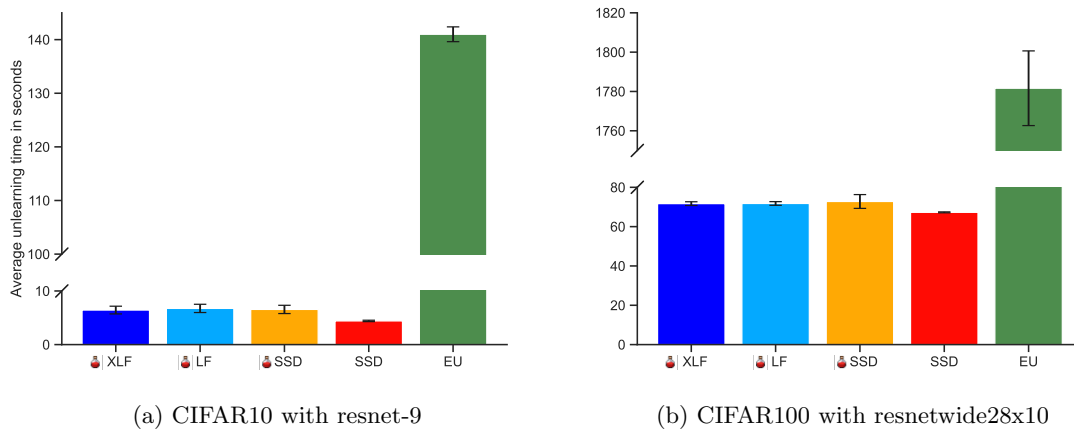 Average unlearning time in seconds
140
130
120
110
100
10
0
XLF
LF
SSD
SSD
EU
(a) CIFAR10 with resnet-9
1820
1800
1780
1760
80
60
40
20
0
XLF
LF
SSD
SSD
EU
(b) CIFAR100 with resnetwide28x10